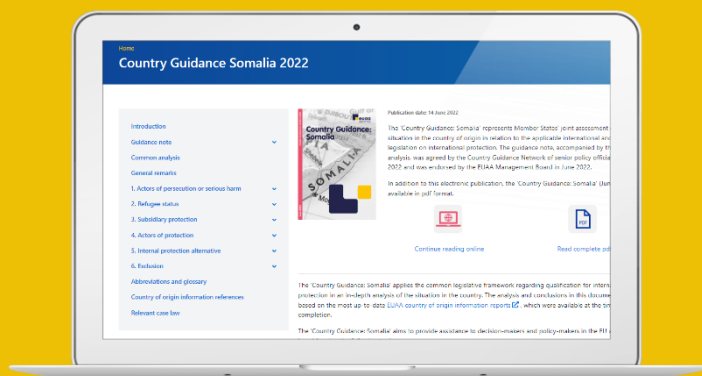 Home
Country Guidance Somalia 2022
Introduction
Guidance note
Common analysis
General remarks
1. Actors of persecution or serious harm
2. Refugee status
3. Subsidiary protection
4. Actors of protection
5. Internal protection alternative
6. Exclusion
Abbreviations and glossary
Country of origin information references
Relevant case law
Country Guidance:
Somalia
SOMALIA
Publication date: 14 June 2022
The 'Country Guidance: Somalia' represents Member States' joint assessment
situation in the country of origin in relation to the applicable international and
legislation on international protection. The guidance note, accompanied by th
analysis, was agreed by the Country Guidance Network of senior policy official
2022 and was endorsed by the EUAA Management Board in June 2022.
In addition to this electronic publication, the 'Country Guidance: Somalia' (Jun
available in pdf format.
PDF
Continue reading online
Read complete pd
The 'Country Guidance: Somalia' applies the common legislative framework regarding qualification for intern
protection in an in-depth analysis of the situation in the country. The analysis and conclusions in this docume
based on the most up-to-date EUAA country of origin information reports, which were available at the tim
completion.
The 'Country Guidance: Somalia' aims to provide assistance to decision-makers and policy-makers in the EU